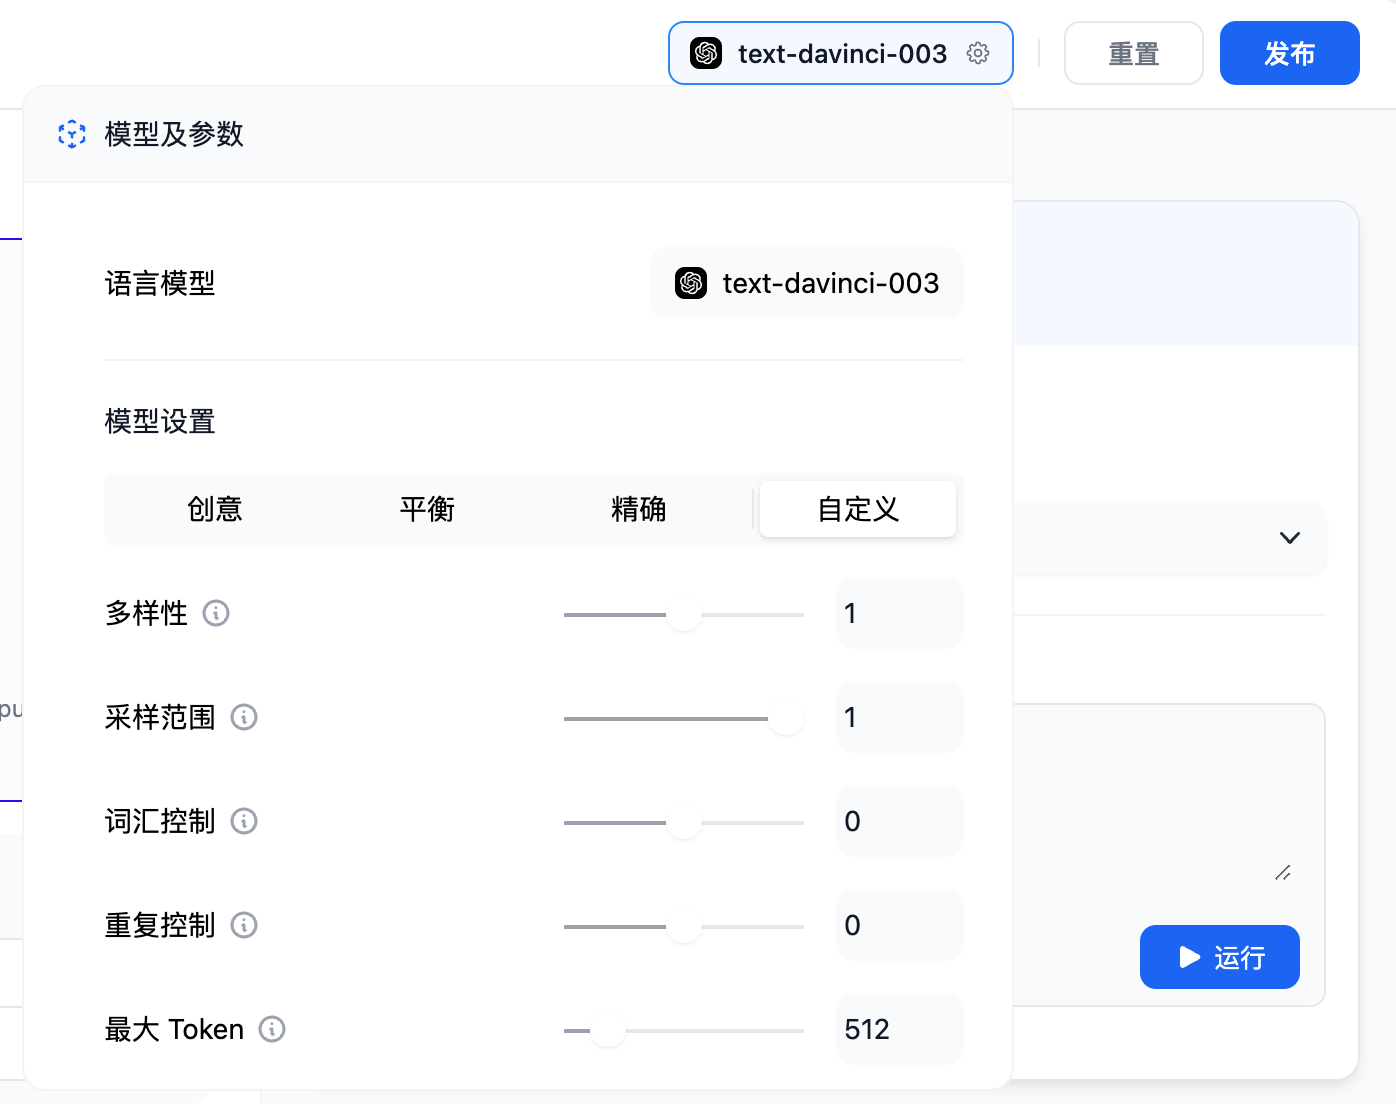 text-davinci-003
重置
发布
模型及参数
语言模型
text-davinci-003
模型设置
创意
平衡
精确
自定义
多样性
1
采样范围
1
词汇控制
0
重复控制
0
最大 Token
512
pu
运行